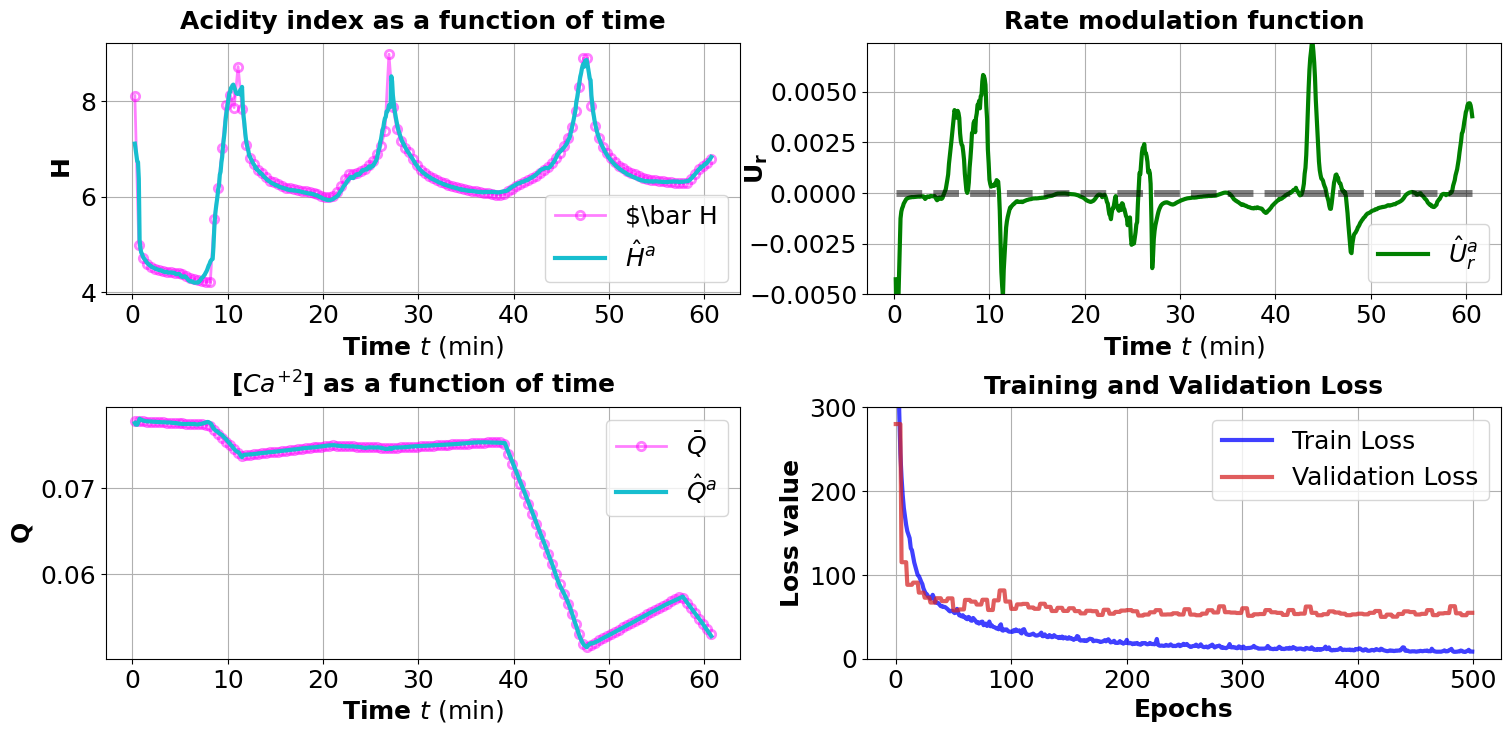 Acidity index as a function of time
H
8
6
4
$\bar H
Ĥᵃ
0 10 20 30 40 50 60
Time t (min)
Rate modulation function
Uᵣ
0.0050
0.0025
0.0000
−0.0025
−0.0050
Ûᵣᵃ
0 10 20 30 40 50 60
Time t (min)
[Ca⁺²] as a function of time
Q
0.07
0.06
Q̄
Q̂ᵃ
0 10 20 30 40 50 60
Time t (min)
Training and Validation Loss
Loss value
300
200
100
0
Train Loss
Validation Loss
0 100 200 300 400 500
Epochs